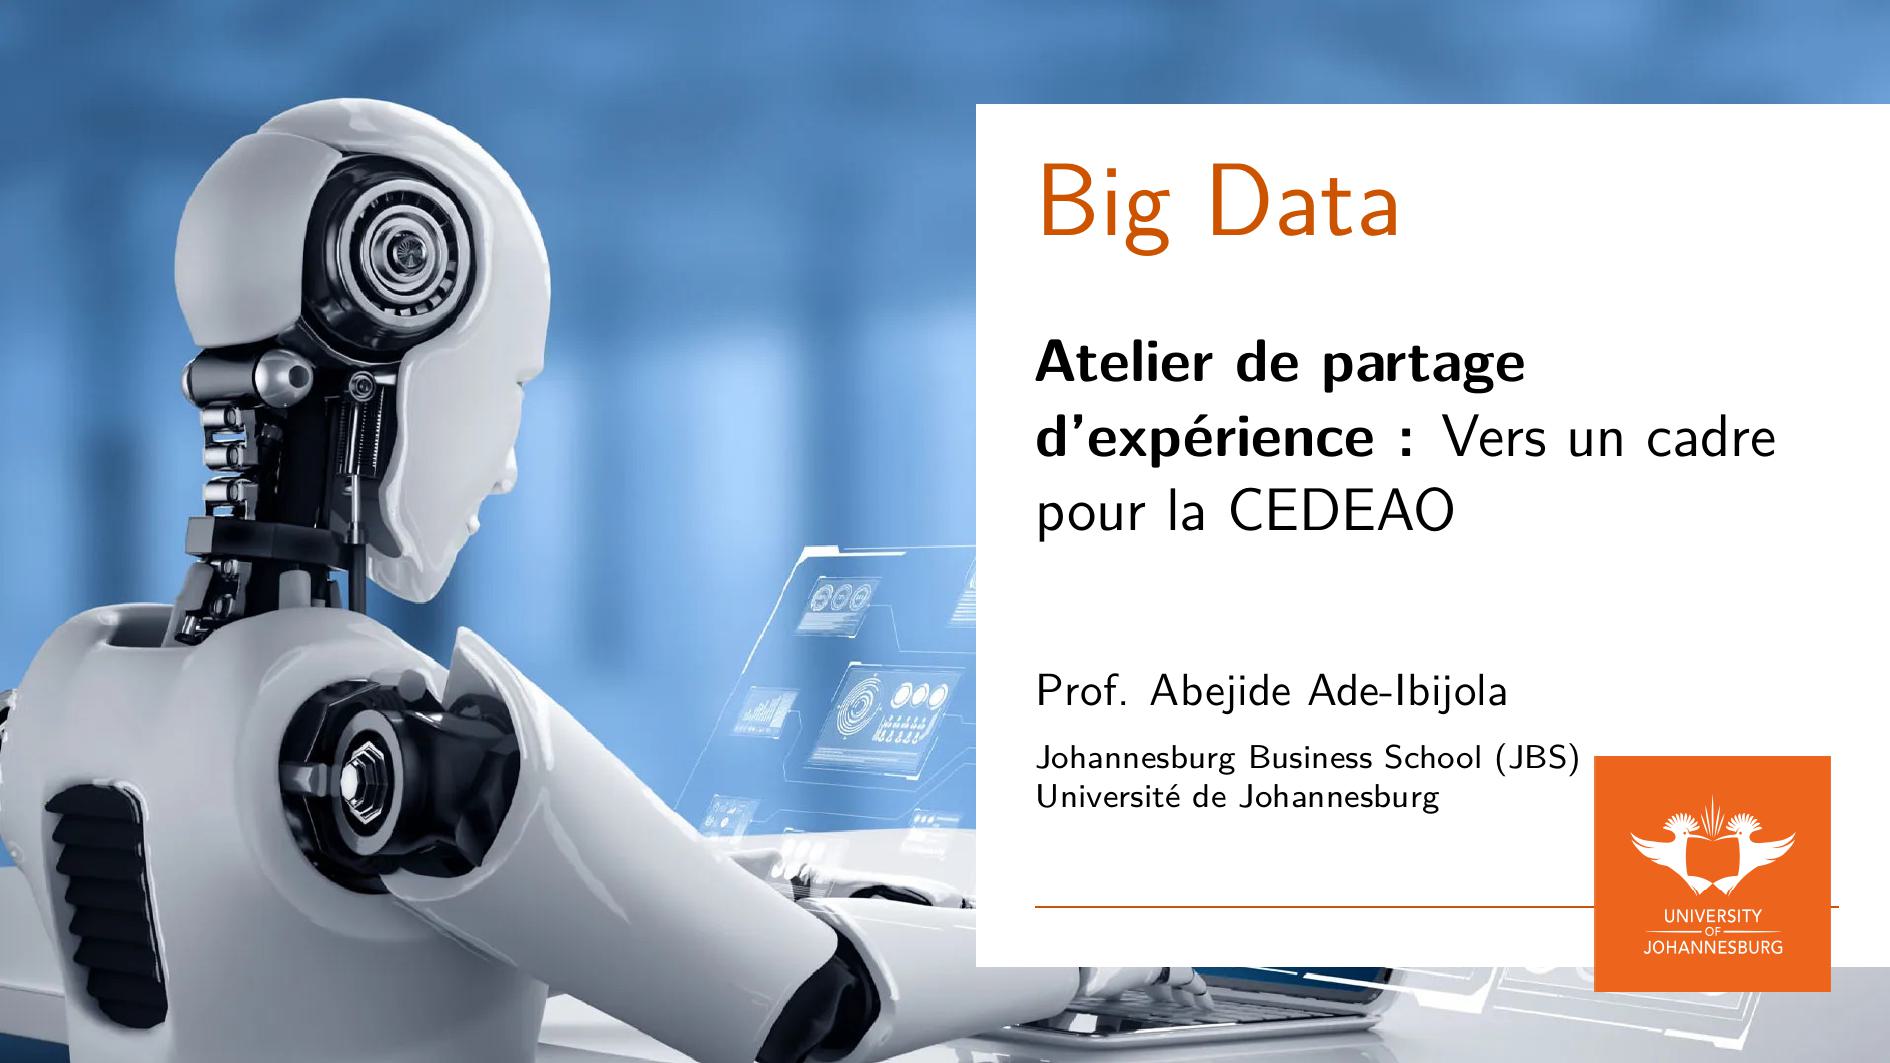 Big Data
Atelier de partage
d'expérience : Vers un cadre
pour la CEDEAO
Prof. Abejide Ade-Ibijola
Johannesburg Business School (JBS)
Université de Johannesburg
UNIVERSITY
OF
JOHANNESBURG